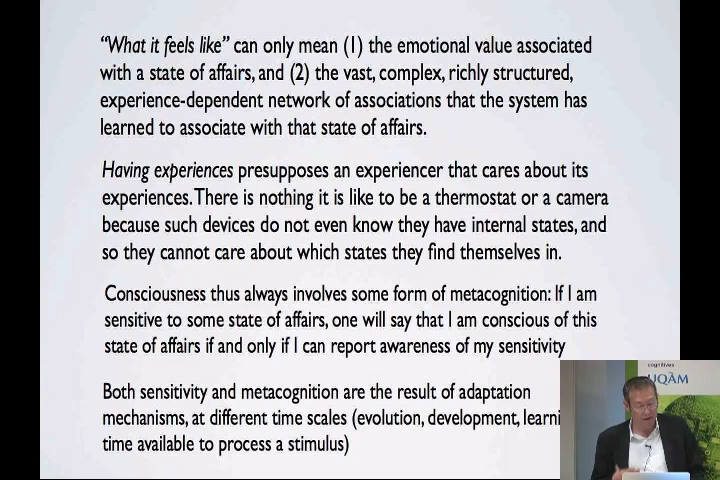 “What it feels like” can only mean (1) the emotional value associated
with a state of affairs, and (2) the vast, complex, richly structured,
experience-dependent network of associations that the system has
learned to associate with that state of affairs.
Having experiences presupposes an experiencer that cares about its
experiences. There is nothing it is like to be a thermostat or a camera
because such devices do not even know they have internal states, and
so they cannot care about which states they find themselves in.
Consciousness thus always involves some form of metacognition: If I am
sensitive to some state of affairs, one will say that I am conscious of this
state of affairs if and only if I can report awareness of my sensitivity
Both sensitivity and metacognition are the result of adaptation
mechanisms, at different time scales (evolution, development, learni
time available to process a stimulus)
cognitives
UQÀM